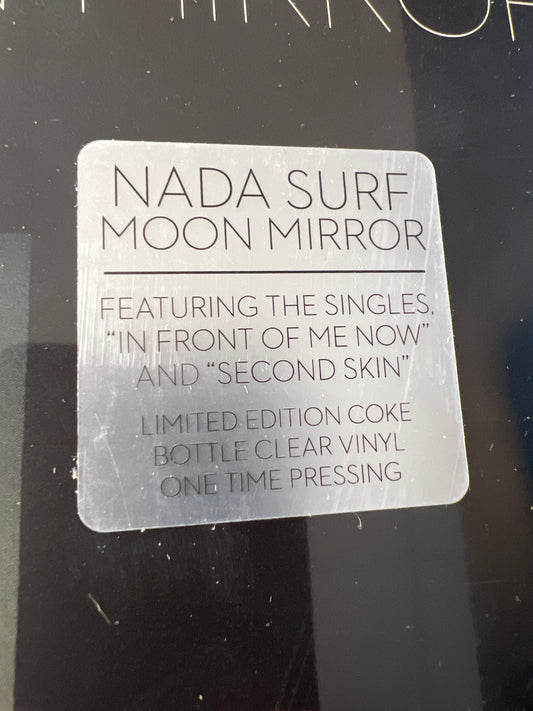 MIRROR
NADA SURF
MOON MIRROR
FEATURING THE SINGLES,
“IN FRONT OF ME NOW”
AND “SECOND SKIN”
LIMITED EDITION COKE
BOTTLE CLEAR VINYL
ONE TIME PRESSING